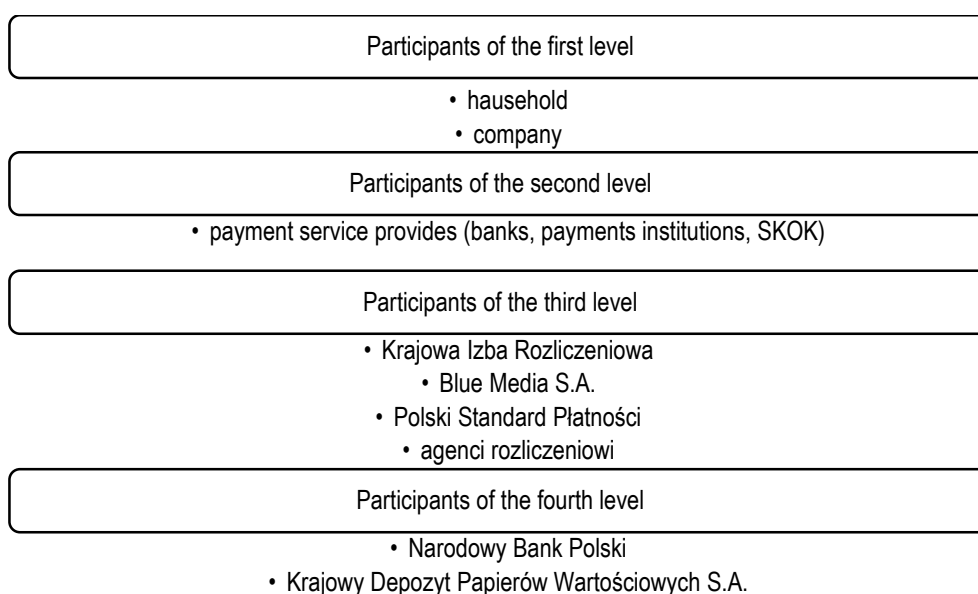 Participants of the first level
• hausehold
• company
Participants of the second level
• payment service provides (banks, payments institutions, SKOK)
Participants of the third level
• Krajowa Izba Rozliczeniowa
• Blue Media S.A.
• Polski Standard Płatności
• agenci rozliczeniowi
Participants of the fourth level
• Narodowy Bank Polski
• Krajowy Depozyt Papierów Wartościowych S.A.